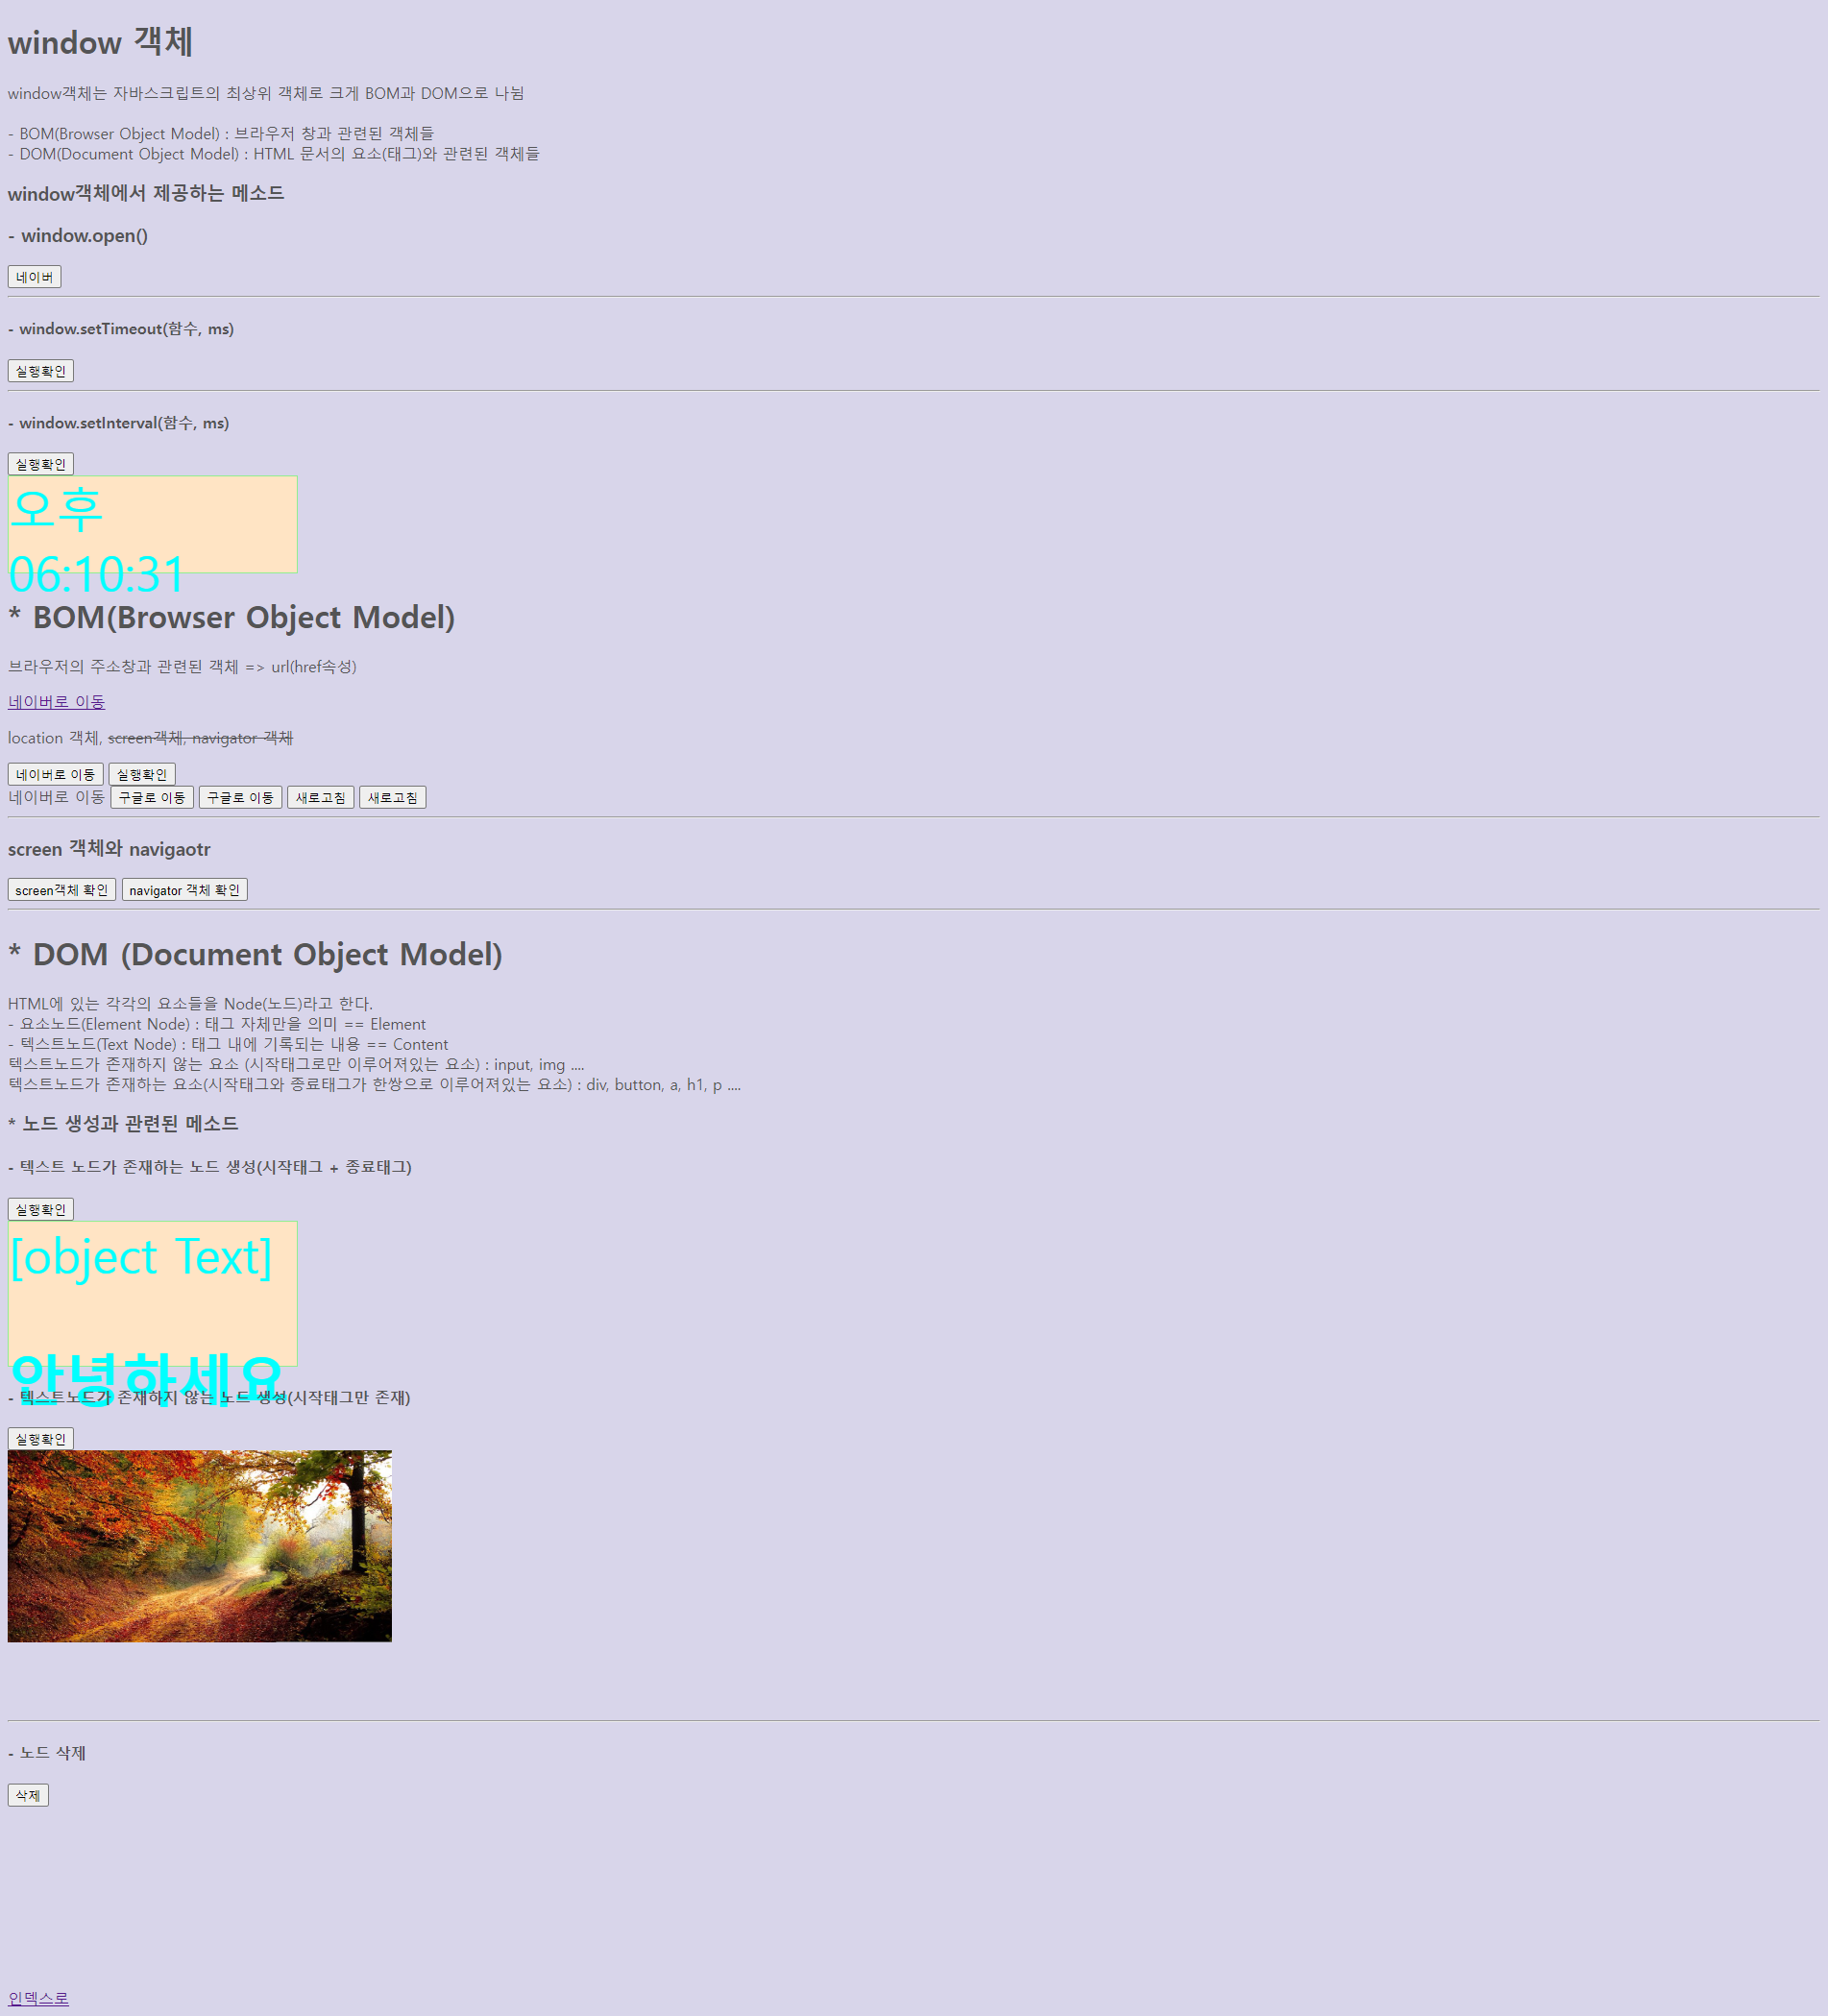 window 객체
window객체는 자바스크립트의 최상위 객체로 크게 BOM과 DOM으로 나뉨
- BOM(Browser Object Model) : 브라우저 창과 관련된 객체들
- DOM(Document Object Model) : HTML 문서의 요소(태그)와 관련된 객체들
window객체에서 제공하는 메소드
- window.open()
네이버
- window.setTimeout(함수, ms)
실행확인
- window.setInterval(함수, ms)
실행확인
오후
06:10:31
* BOM(Browser Object Model)
브라우저의 주소창과 관련된 객체 => url(href속성)
네이버로 이동
location 객체, screen객체, navigator 객체
네이버로 이동 실행확인
네이버로 이동 구글로 이동 구글로 이동 새로고침 새로고침
screen 객체와 navigaotr
screen객체 확인 navigator 객체 확인
* DOM (Document Object Model)
HTML에 있는 각각의 요소들을 Node(노드)라고 한다.
- 요소노드(Element Node) : 태그 자체만을 의미 == Element
- 텍스트노드(Text Node) : 태그 내에 기록되는 내용 == Content
텍스트노드가 존재하지 않는 요소 (시작태그로만 이루어져있는 요소) : input, img ....
텍스트노드가 존재하는 요소(시작태그와 종료태그가 한쌍으로 이루어져있는 요소) : div, button, a, h1, p ....
* 노드 생성과 관련된 메소드
- 텍스트 노드가 존재하는 노드 생성(시작태그 + 종료태그)
실행확인
[object Text]
안녕하세요
- 텍스트노드가 존재하지 않는 노드 생성(시작태그만 존재)
실행확인
- 노드 삭제
삭제
인덱스로